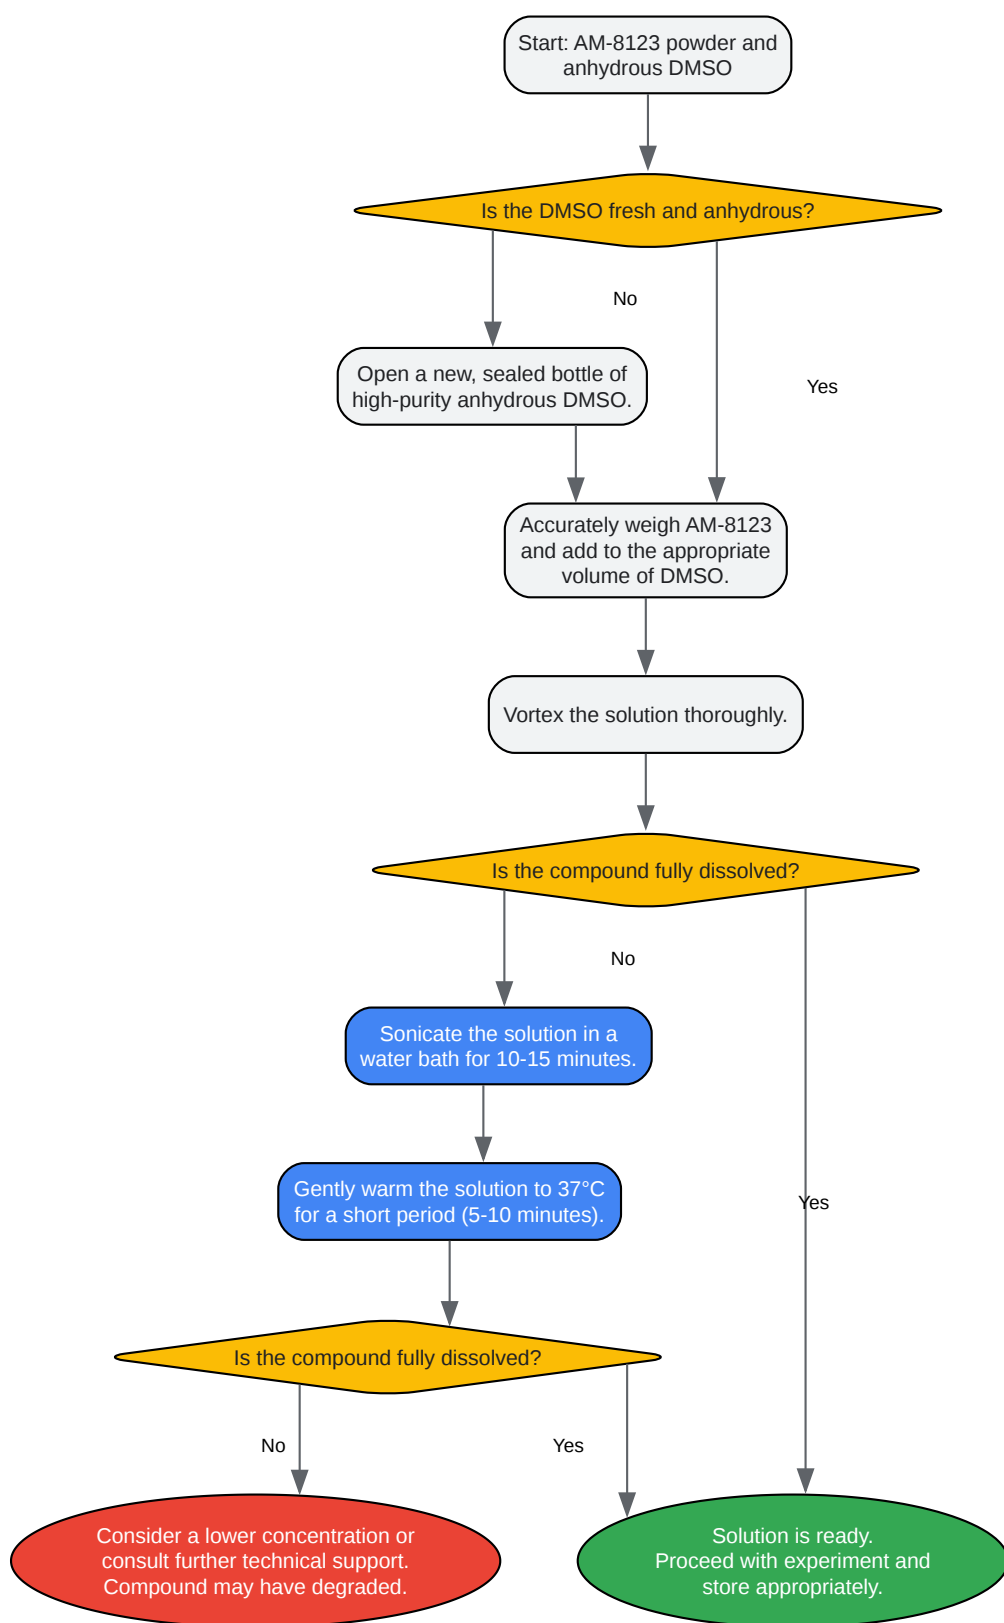 Start: AM-8123 powder and
anhydrous DMSO
Is the DMSO fresh and anhydrous?
No
Open a new, sealed bottle of
high-purity anhydrous DMSO.
Yes
Accurately weigh AM-8123
and add to the appropriate
volume of DMSO.
Vortex the solution thoroughly.
Is the compound fully dissolved?
No
Sonicate the solution in a
water bath for 10-15 minutes.
Gently warm the solution to 37°C
for a short period (5-10 minutes).
Yes
Is the compound fully dissolved?
No
Yes
Consider a lower concentration or
consult further technical support.
Compound may have degraded.
Solution is ready.
Proceed with experiment and
store appropriately.